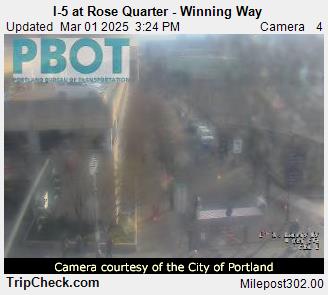 I-5 at Rose Quarter - Winning Way
Updated Mar 01 2025 3:24 PM Camera 4
PBOT
PORTLAND BUREAU OF TRANSPORTATION
Camera courtesy of the City of Portland
TripCheck.com Milepost302.00